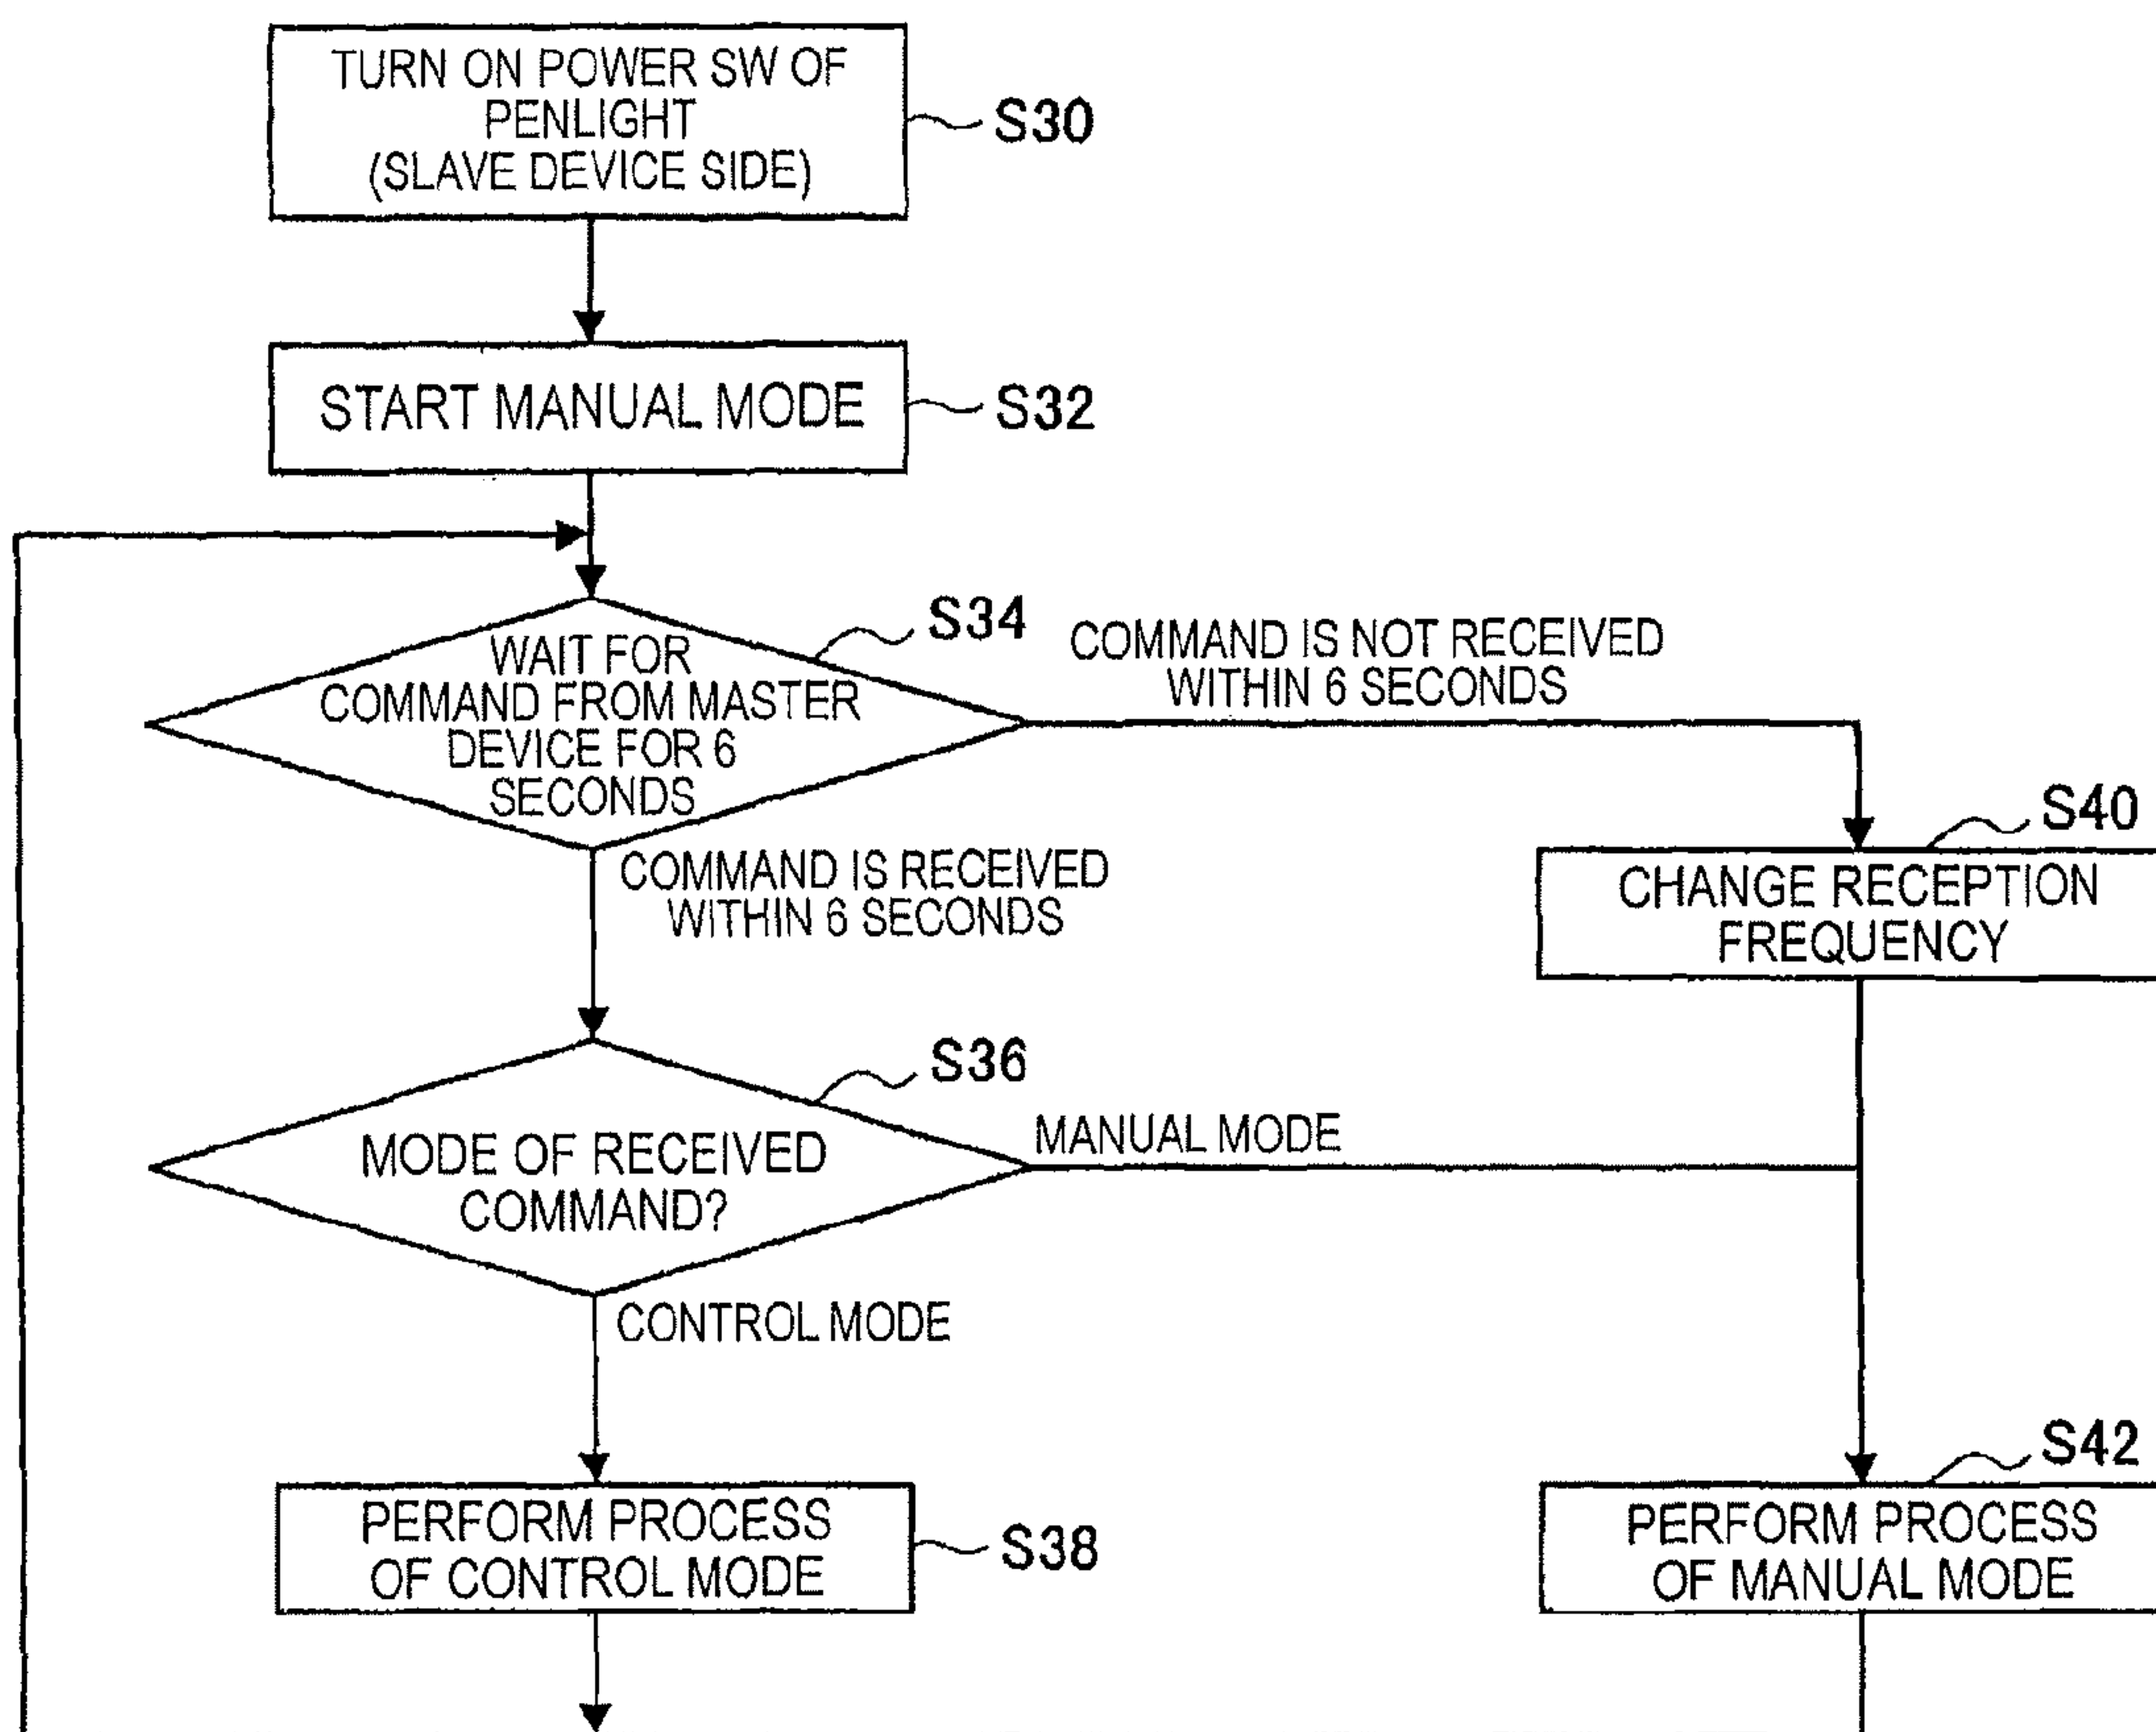 TURN ON POWER SW OF
PENLIGHT
(SLAVE DEVICE SIDE)
S30
START MANUAL MODE
S32
WAIT FOR
COMMAND FROM MASTER
DEVICE FOR 6
SECONDS
S34
COMMAND IS NOT RECEIVED
WITHIN 6 SECONDS
S40
CHANGE RECEPTION
FREQUENCY
COMMAND IS RECEIVED
WITHIN 6 SECONDS
S36
MODE OF RECEIVED
COMMAND?
MANUAL MODE
CONTROL MODE
PERFORM PROCESS
OF CONTROL MODE
S38
S42
PERFORM PROCESS
OF MANUAL MODE